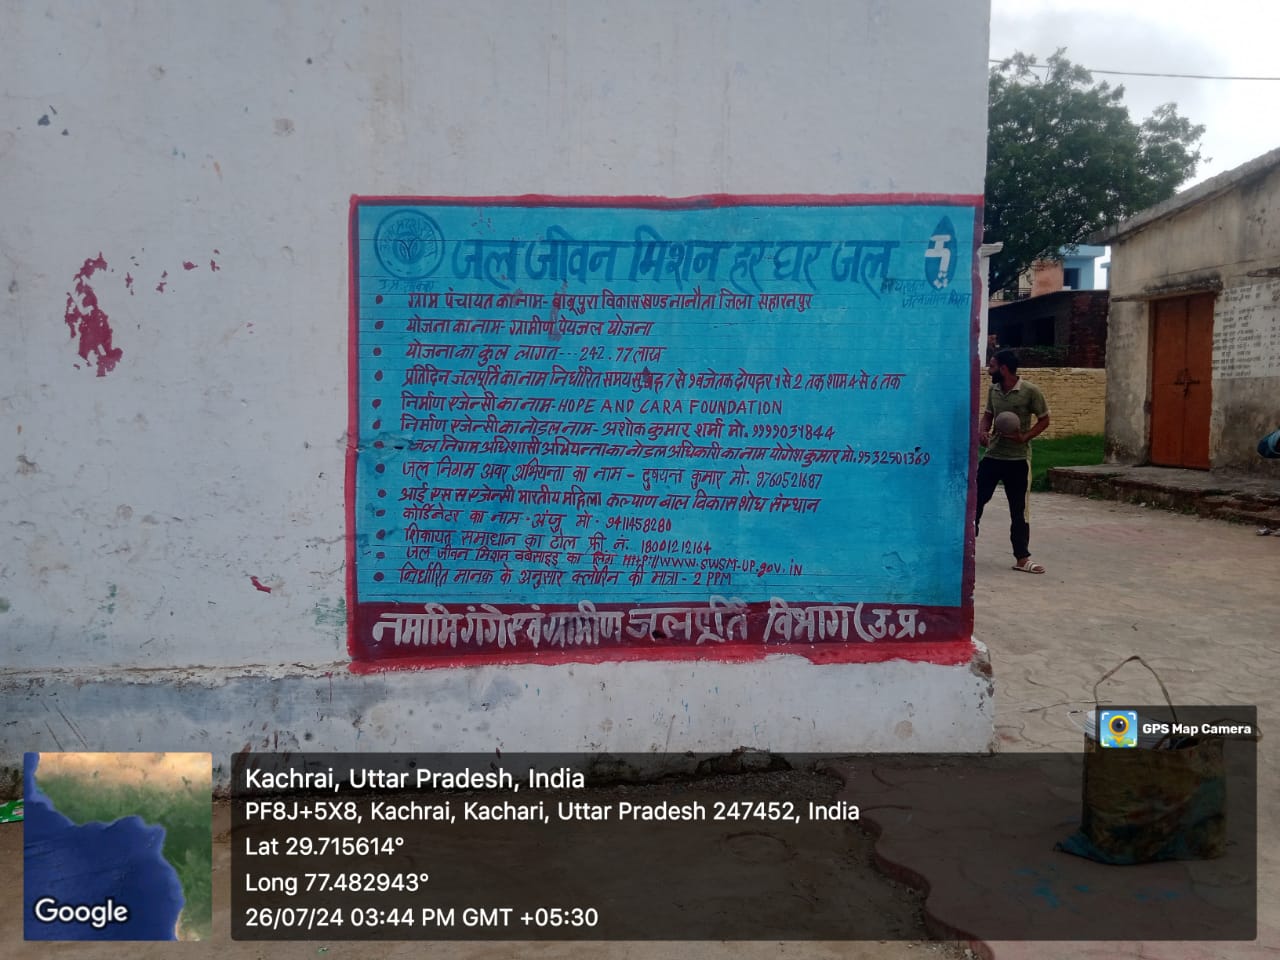 जल जीवन मिशन हर घर जल
ग्राम पंचायत का नाम- बाबूपुरा विकास खण्ड नानौता जिला सहारनपुर
योजना का नाम- ग्रामीण पेयजल योजना
योजना का कुल लागत--- 242.77 लाख
प्रतिदिन जलपूर्ति का नाम निर्धारित समय सुबह 7 से 9 बजे तक दोपहर 1 से 2 तक शाम 4 से 6 तक
निर्माण एजेन्सी का नाम-HOPE AND CARA FOUNDATION
निर्माण एजेन्सी का नोडल नाम- अशोक कुमार शर्मा मो. 9999031844
जल निगम अधिशासी अभियन्ता का नोडल अधिकारी का नाम योगेश कुमार मो. 9532501369
जल निगम अवर अभियन्ता का नाम - दुष्यन्त कुमार मो. 9760521687
आई एस स एजेन्सी भारतीय महिला कल्याण बाल विकास शोध संस्थान
कोर्डिनेटर का नाम- अंजु मो. 9411458280
शिकायत समाधान का टोल फ्री नं. 18001212164
जल जीवन मिशन वेबसाइड का लिंग HTTP://WWW.SWSM-UP.gov.iN
निर्धारित मानक के अनुसार क्लोरिन की मात्रा - 2 PPM
नमामि गंगे एवं ग्रामीण जलपूर्ति विभाग (उ.प्र.
GPS Map Camera
Kachrai, Uttar Pradesh, India
PF8J+5X8, Kachrai, Kachari, Uttar Pradesh 247452, India
Lat 29.715614°
Long 77.482943°
26/07/24 03:44 PM GMT +05:30
Google